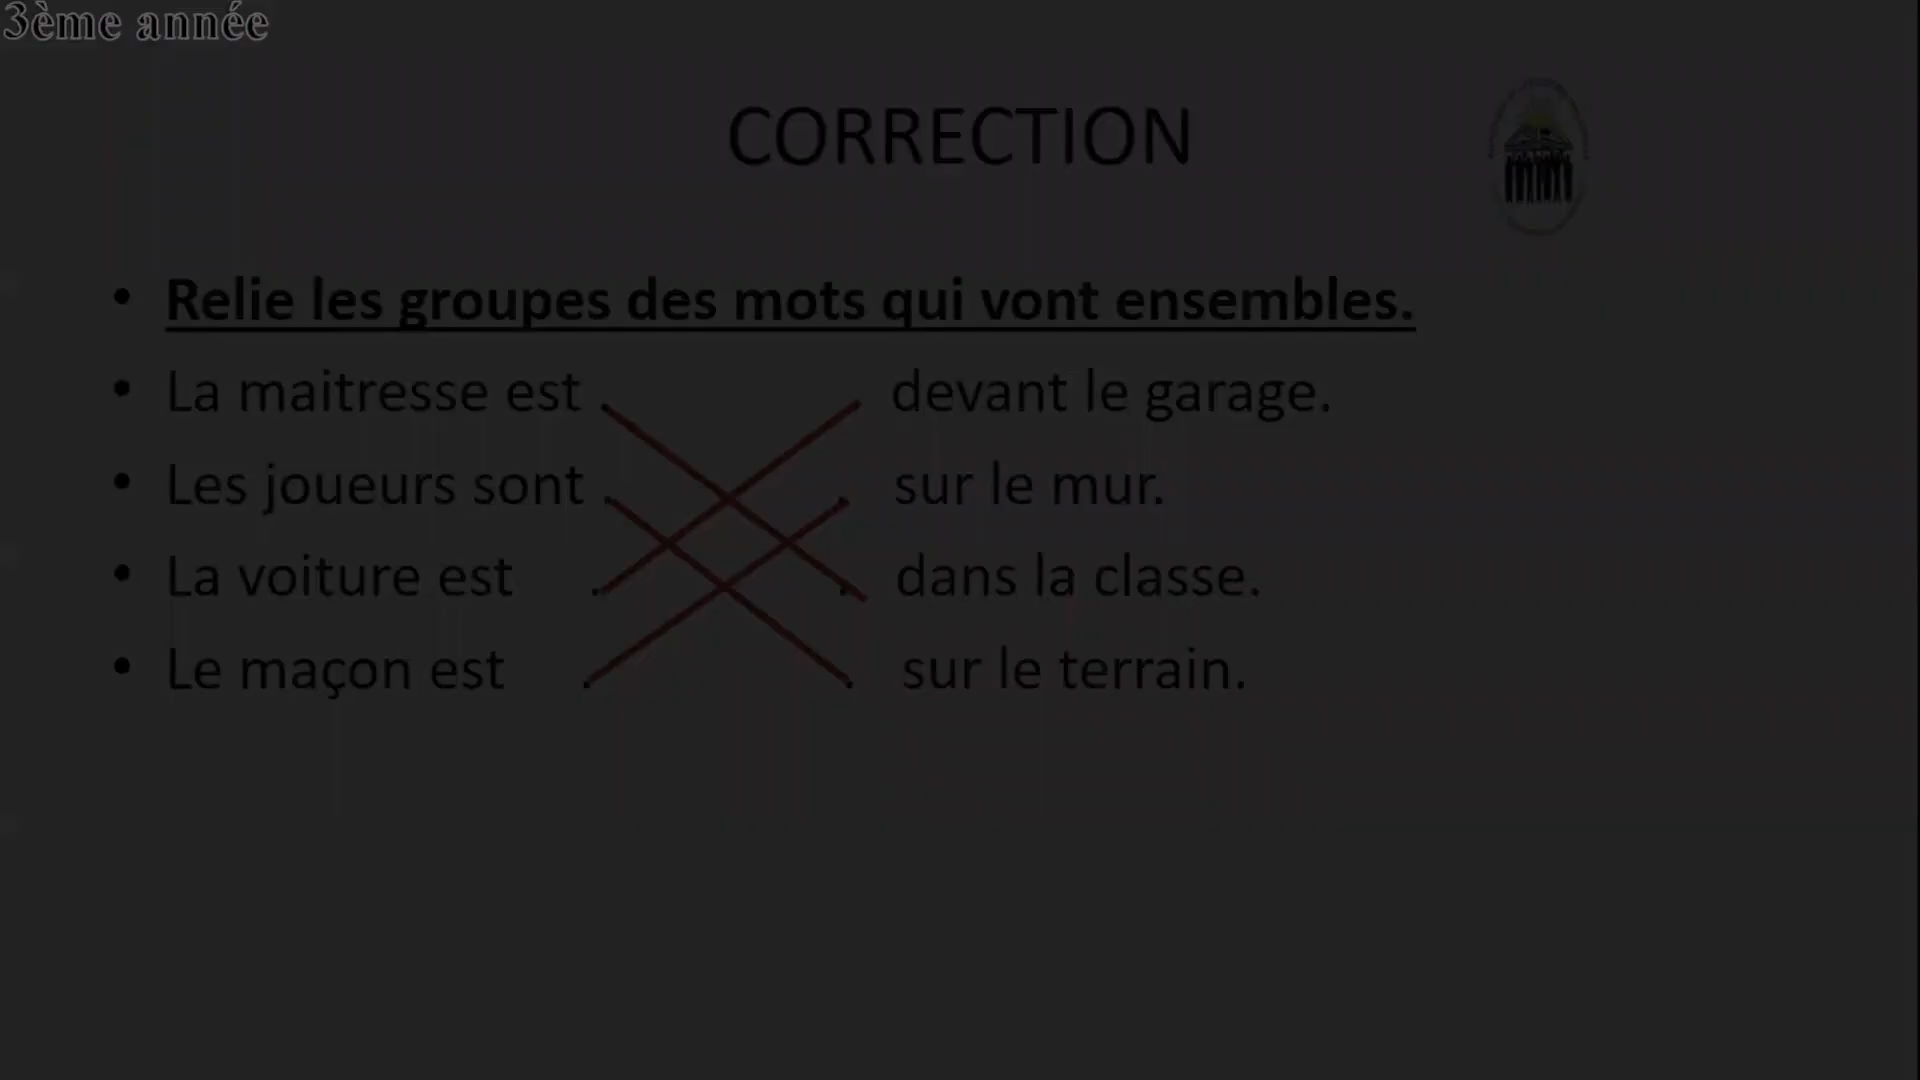 3ème année
CORRECTION
• Relie les groupes des mots qui vont ensembles.
• La maitresse est . devant le garage.
• Les joueurs sont . . sur le mur.
• La voiture est . . dans la classe.
• Le maçon est . . sur le terrain.